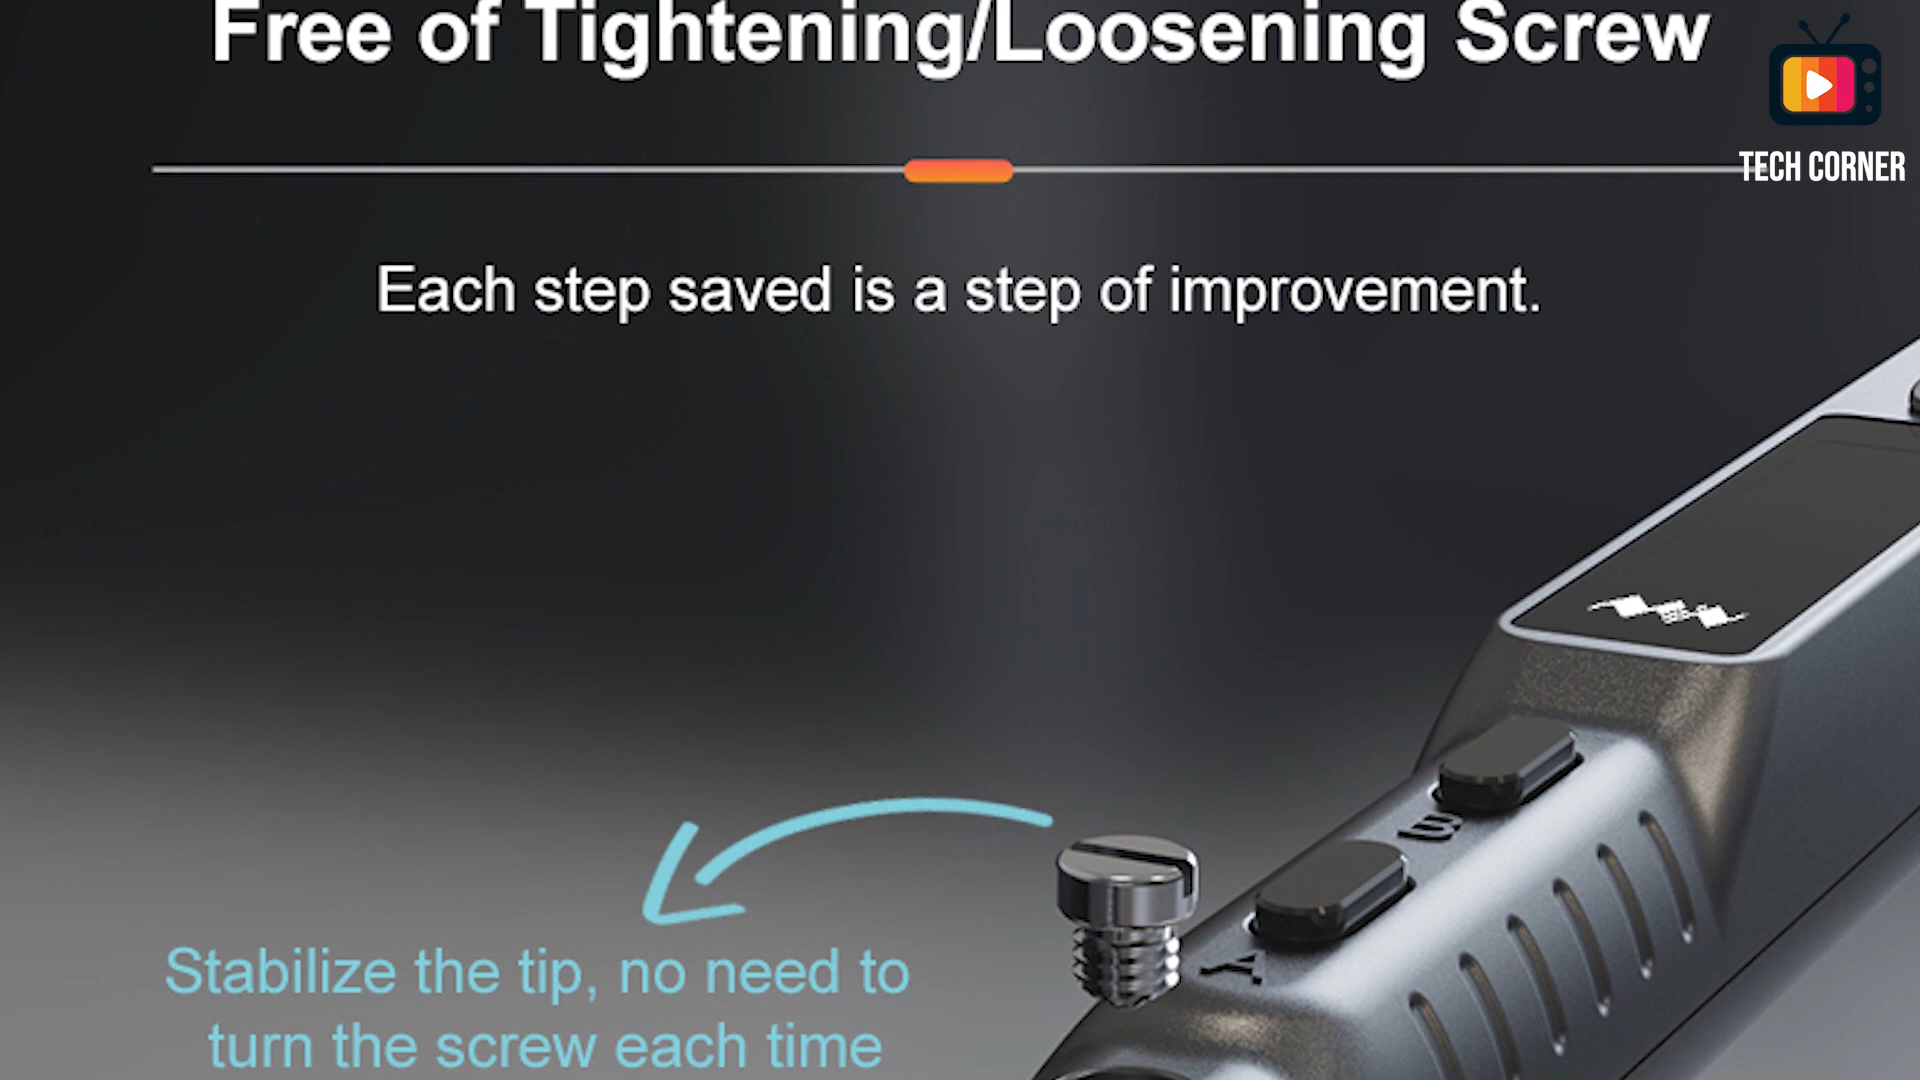 Free of Tightening/Loosening Screw
TECH CORNER
Each step saved is a step of improvement.
B
A
Stabilize the tip, no need to
turn the screw each time